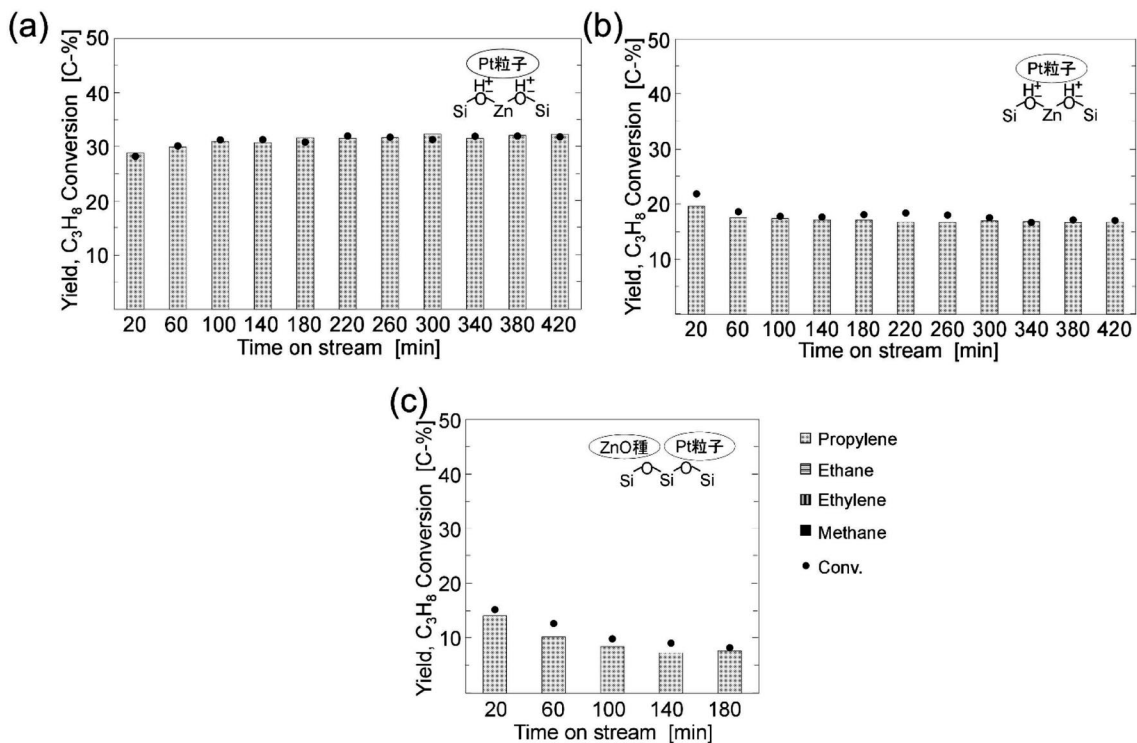 (a)
Yield, C₃H₈ Conversion [C-%]
50
40
30
20
10
Pt粒子
H⁺ H⁺
O⁻ O⁻
Si Zn Si
20 60 100 140 180 220 260 300 340 380 420
Time on stream [min]
(b)
Yield, C₃H₈ Conversion [C-%]
50
40
30
20
10
Pt粒子
H⁺ H⁺
O⁻ O⁻
Si Zn Si
20 60 100 140 180 220 260 300 340 380 420
Time on stream [min]
(c)
Yield, C₃H₈ Conversion [C-%]
50
40
30
20
10
ZnO種 Pt粒子
O O
Si Si Si
20 60 100 140 180
Time on stream [min]
Propylene
Ethane
Ethylene
Methane
Conv.